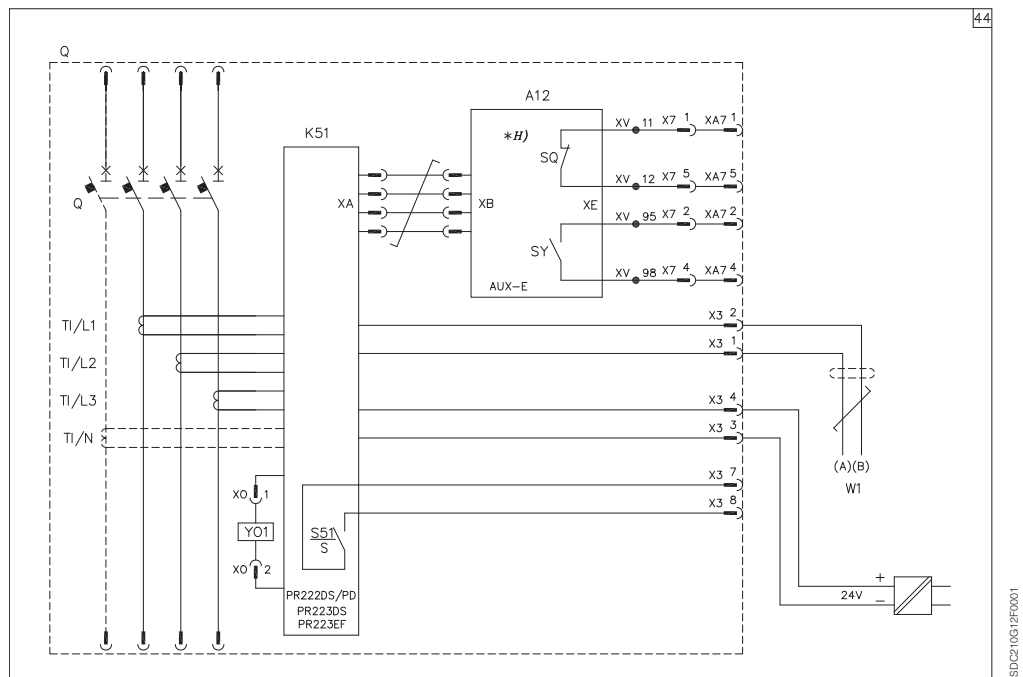 44
Q
A12
K51
*H)
XV 11 X7 1 XA7 1
SQ
XA
XB
XE
XV 12 X7 5 XA7 5
Q
XV 95 X7 2 XA7 2
SY
XV 98 X7 4 XA7 4
AUX-E
TI/L1
X3 2
X3 1
TI/L2
TI/L3
X3 4
TI/N
X3 3
(A)(B)
W1
X3 7
XO 1
X3 8
YO1
S51
S
XO 2
PR222DS/PD
PR223DS
PR223EF
+
24V
–
SDC210G12F0001